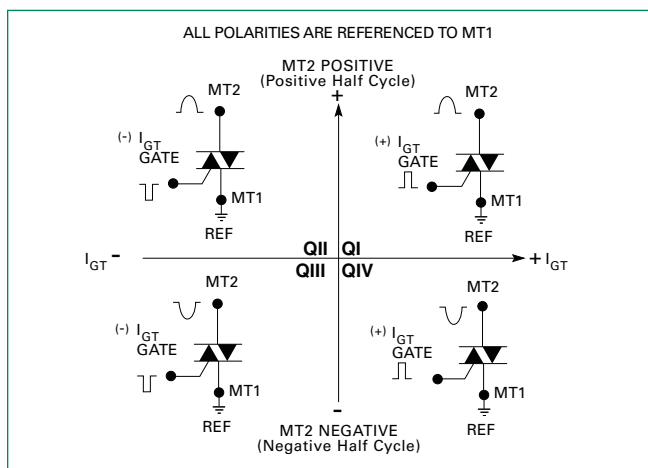 ALL POLARITIES ARE REFERENCED TO MT1
MT2 POSITIVE
(Positive Half Cycle)
+
MT2
(-) IGT
GATE
MT1
REF
MT2
(+) IGT
GATE
MT1
REF
IGT -
QII QI
QIII QIV
+ IGT
MT2
(-) IGT
GATE
MT1
REF
MT2
(+) IGT
GATE
MT1
REF
-
MT2 NEGATIVE
(Negative Half Cycle)